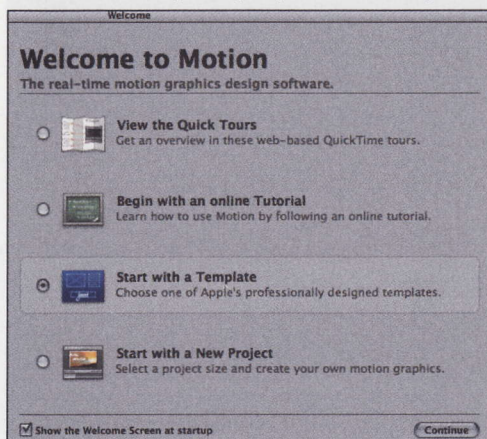 Welcome
Welcome to Motion
The real-time motion graphics design software.
View the Quick Tours
Get an overview in these web-based QuickTime tours.
Begin with an online Tutorial
Learn how to use Motion by following an online tutorial.
Start with a Template
Choose one of Apple's professionally designed templates.
Start with a New Project
Select a project size and create your own motion graphics.
Show the Welcome Screen at startup
Continue